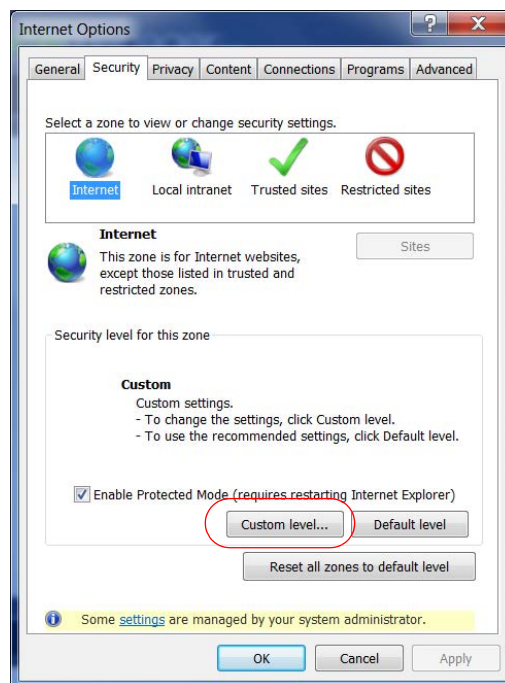 Internet Options
?
X
General Security Privacy Content Connections Programs Advanced
Select a zone to view or change security settings.
Internet Local intranet Trusted sites Restricted sites
Internet
This zone is for Internet websites,
except those listed in trusted and
restricted zones.
Sites
Security level for this zone
Custom
Custom settings.
- To change the settings, click Custom level.
- To use the recommended settings, click Default level.
Enable Protected Mode (requires restarting Internet Explorer)
Custom level... Default level
Reset all zones to default level
Some settings are managed by your system administrator.
OK Cancel Apply